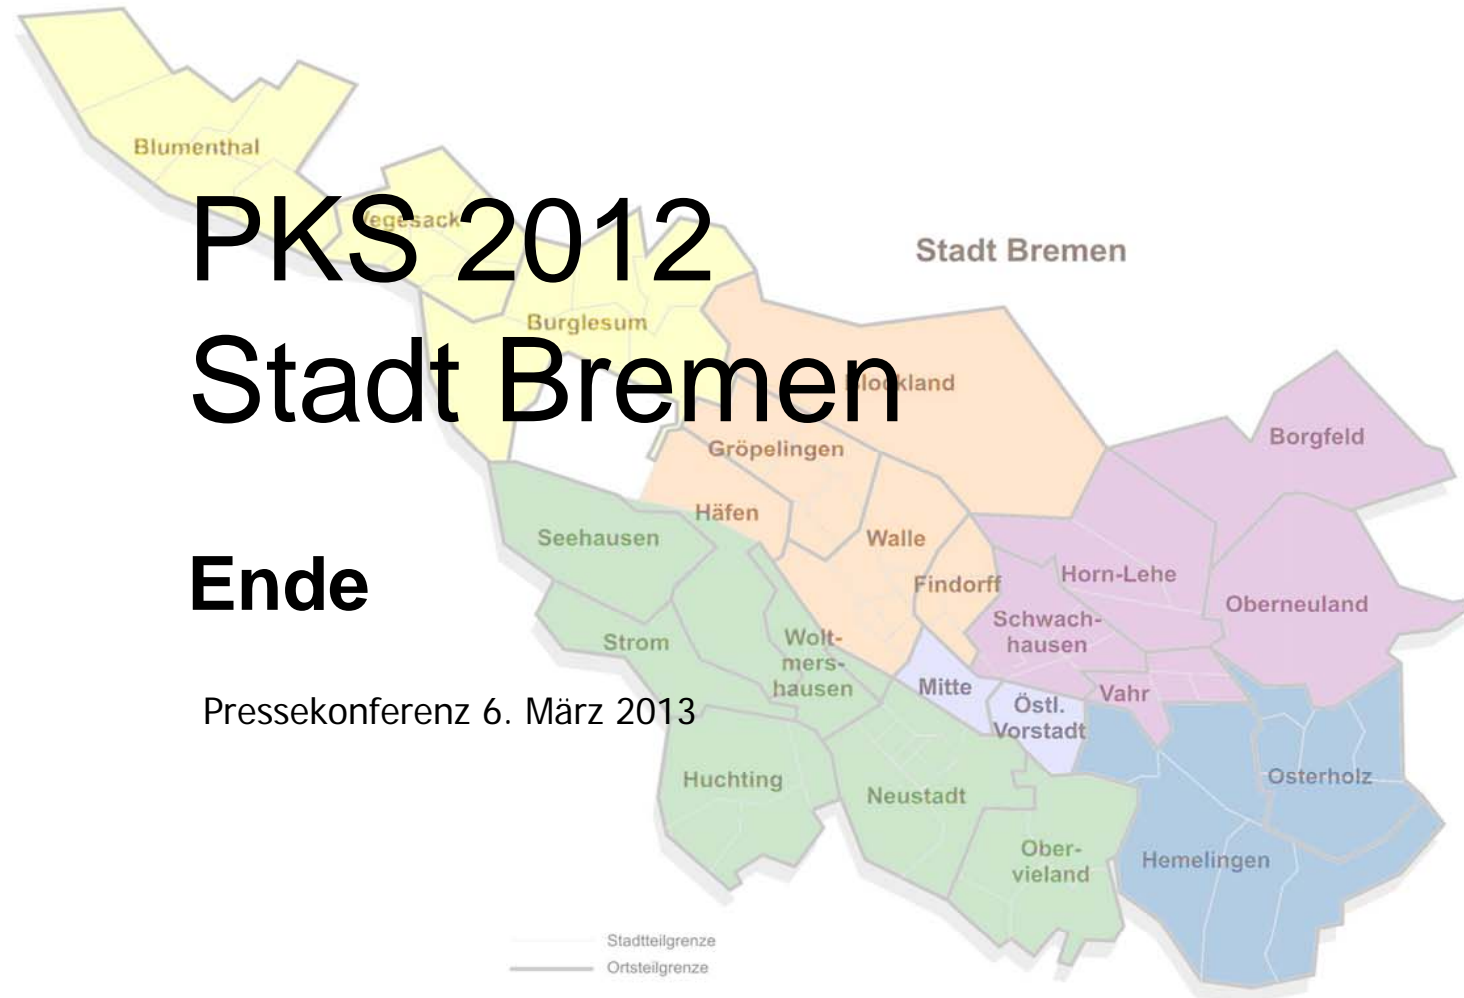 Blumenthal
Vegesack
PKS 2012
Stadt Bremen
Burglesum
Stadt Bremen
Blockland
Borgfeld
Gröpelingen
Häfen
Seehausen
Walle
Ende
Findorff
Horn-Lehe
Oberneuland
Schwach-
hausen
Strom
Wolt-
mers-
hausen
Mitte
Östl.
Vorstadt
Vahr
Pressekonferenz 6. März 2013
Huchting
Neustadt
Osterholz
Ober-
vieland
Hemelingen
Stadtteilgrenze
Ortsteilgrenze